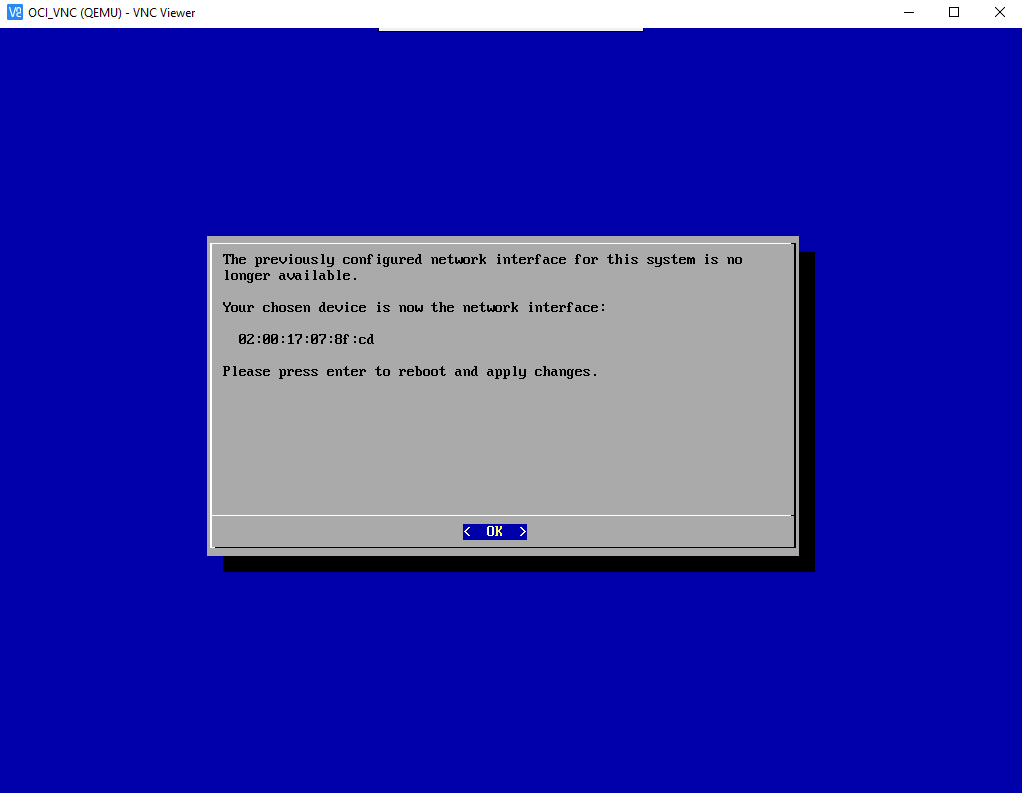 OCI_VNC (QEMU) - VNC Viewer
The previously configured network interface for this system is no
longer available.
Your chosen device is now the network interface:
02:00:17:07:8f:cd
Please press enter to reboot and apply changes.
< OK >